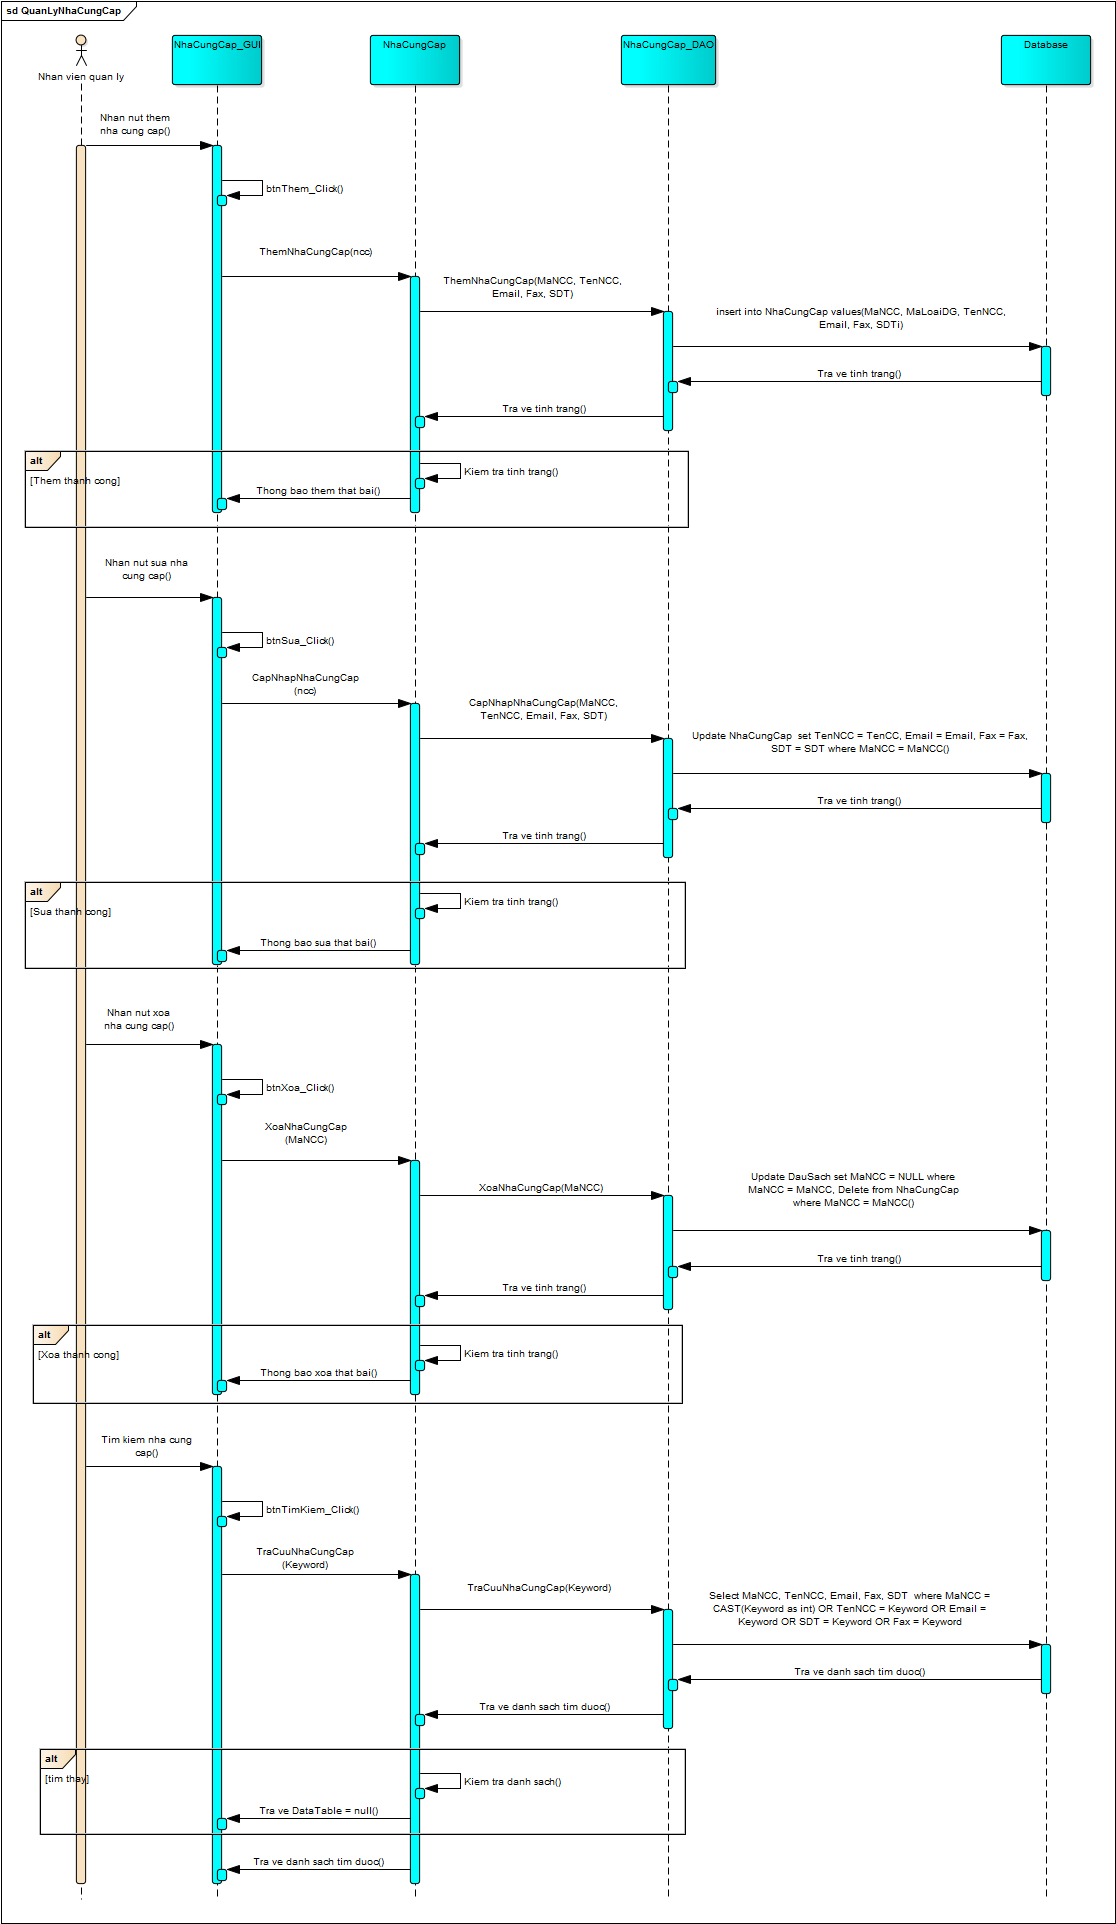 sd QuanLyNhaCungCap
Nhan vien quan ly
NhaCungCap_GUI
NhaCungCap
NhaCungCap_DAO
Database
Nhan nut them
nha cung cap()
btnThem_Click()
ThemNhaCungCap(ncc)
ThemNhaCungCap(MaNCC, TenNCC,
Email, Fax, SDT)
insert into NhaCungCap values(MaNCC, MaLoaiDG, TenNCC,
Email, Fax, SDTi)
Tra ve tinh trang()
Tra ve tinh trang()
alt
[Them thanh cong]
Kiem tra tinh trang()
Thong bao them that bai()
Nhan nut sua nha
cung cap()
btnSua_Click()
CapNhapNhaCungCap
(ncc)
CapNhapNhaCungCap(MaNCC,
TenNCC, Email, Fax, SDT)
Update NhaCungCap  set TenNCC = TenCC, Email = Email, Fax = Fax,
SDT = SDT where MaNCC = MaNCC()
Tra ve tinh trang()
Tra ve tinh trang()
alt
[Sua thanh cong]
Kiem tra tinh trang()
Thong bao sua that bai()
Nhan nut xoa
nha cung cap()
btnXoa_Click()
XoaNhaCungCap
(MaNCC)
XoaNhaCungCap(MaNCC)
Update DauSach set MaNCC = NULL where
MaNCC = MaNCC, Delete from NhaCungCap
where MaNCC = MaNCC()
Tra ve tinh trang()
Tra ve tinh trang()
alt
[Xoa thanh cong]
Kiem tra tinh trang()
Thong bao xoa that bai()
Tim kiem nha cung
cap()
btnTimKiem_Click()
TraCuuNhaCungCap
(Keyword)
TraCuuNhaCungCap(Keyword)
Select MaNCC, TenNCC, Email, Fax, SDT  where MaNCC =
CAST(Keyword as int) OR TenNCC = Keyword OR Email =
Keyword OR SDT = Keyword OR Fax = Keyword
Tra ve danh sach tim duoc()
Tra ve danh sach tim duoc()
alt
[tim thay]
Kiem tra danh sach()
Tra ve DataTable = null()
Tra ve danh sach tim duoc()